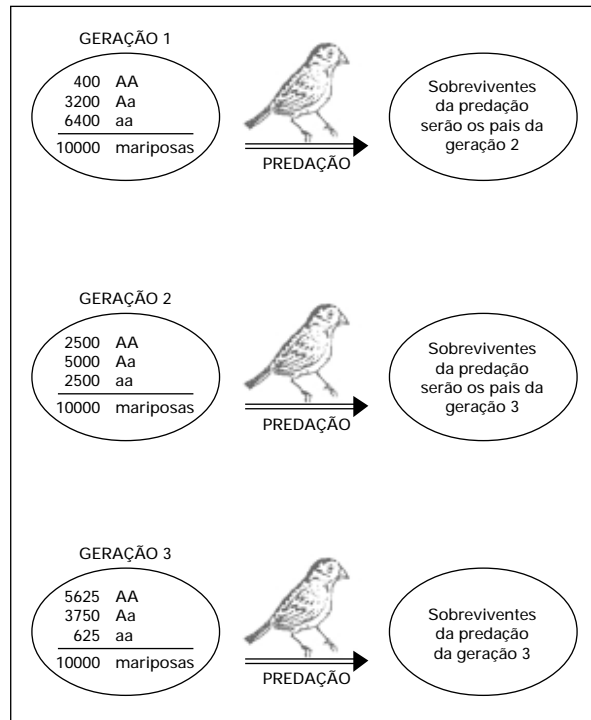 GERAÇÃO 1
400 AA
3200 Aa
6400 aa
10000 mariposas
PREDAÇÃO
Sobreviventes
da predação
serão os pais da
geração 2
GERAÇÃO 2
2500 AA
5000 Aa
2500 aa
10000 mariposas
PREDAÇÃO
Sobreviventes
da predação
serão os pais da
geração 3
GERAÇÃO 3
5625 AA
3750 Aa
625 aa
10000 mariposas
PREDAÇÃO
Sobreviventes
da predação
da geração 3